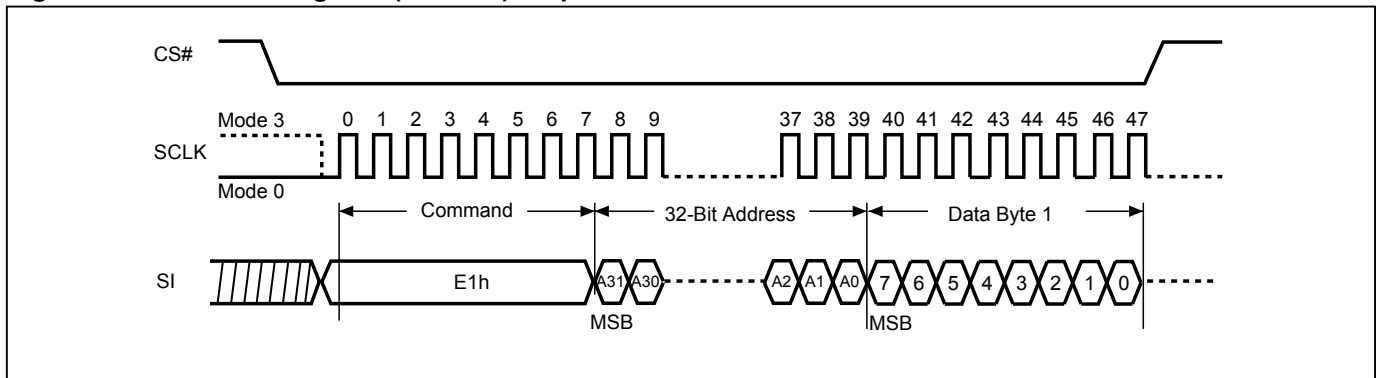 CS#
Mode 3 0 1 2 3 4 5 6 7 8 9 37 38 39 40 41 42 43 44 45 46 47
SCLK
Mode 0
Command 32-Bit Address Data Byte 1
SI E1h A31 A30 A2 A1 A0 7 6 5 4 3 2 1 0
MSB MSB